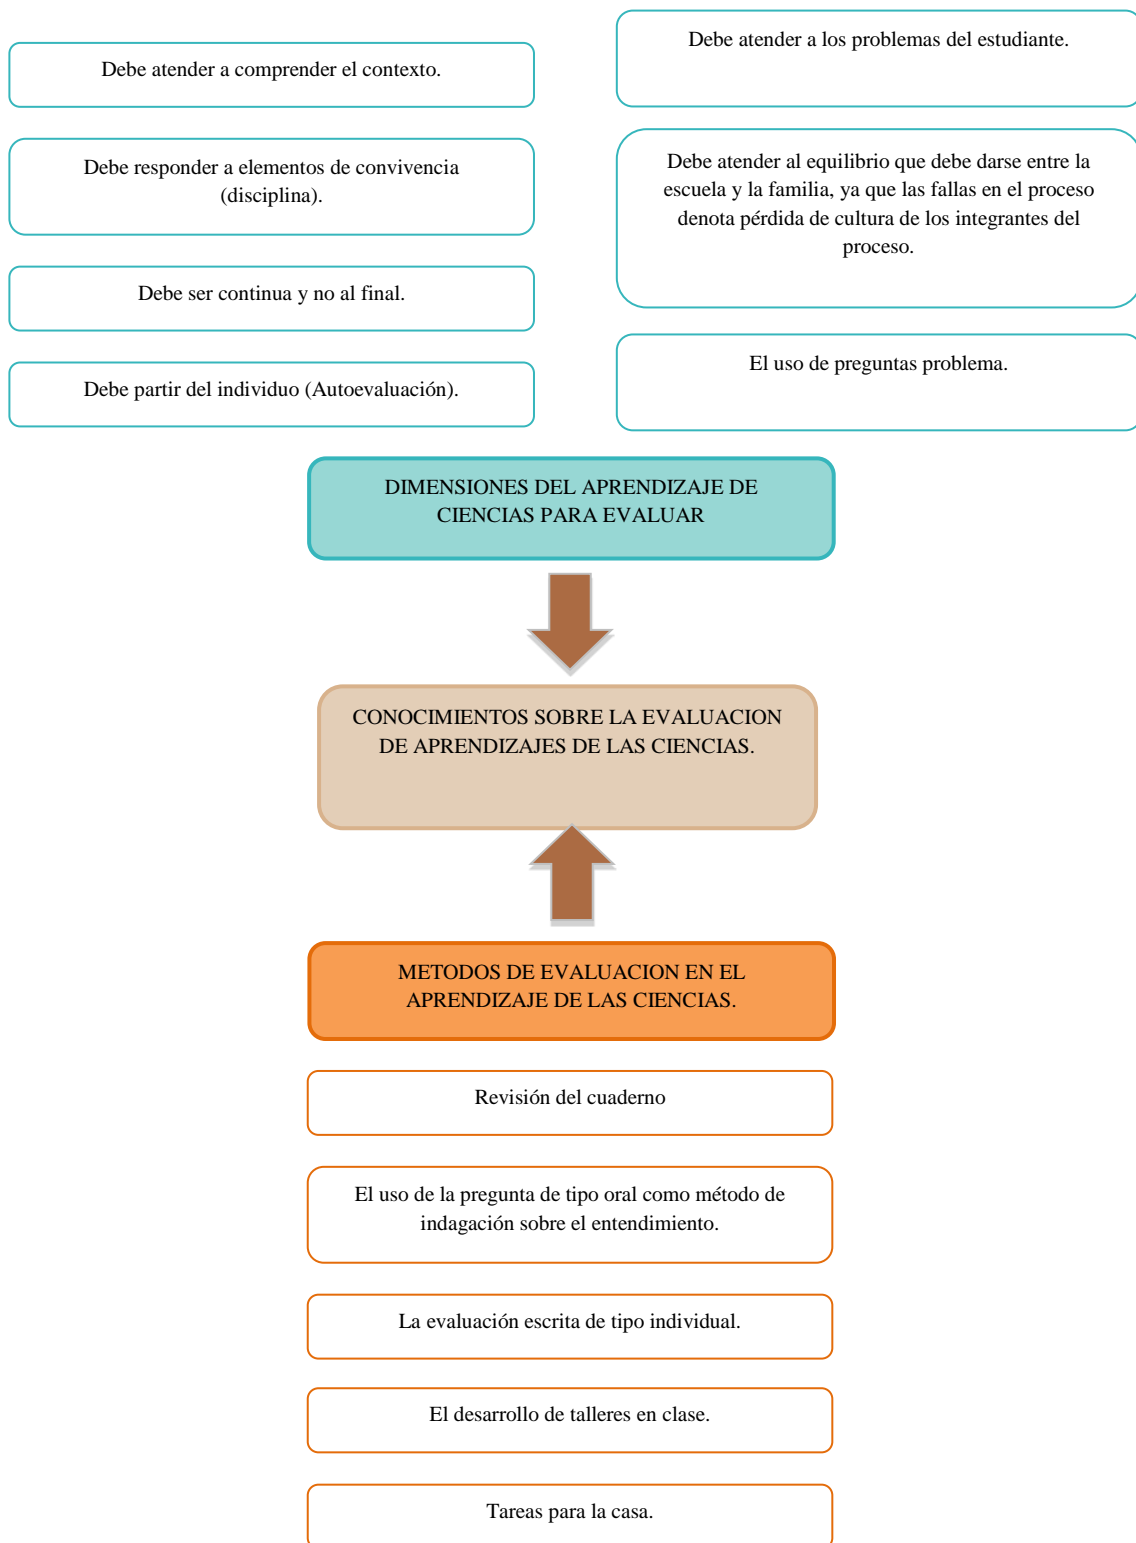 Debe atender a comprender el contexto.
Debe responder a elementos de convivencia
(disciplina).
Debe ser continua y no al final.
Debe partir del individuo (Autoevaluación).
Debe atender a los problemas del estudiante.
Debe atender al equilibrio que debe darse entre la
escuela y la familia, ya que las fallas en el proceso
denota pérdida de cultura de los integrantes del
proceso.
El uso de preguntas problema.
DIMENSIONES DEL APRENDIZAJE DE
CIENCIAS PARA EVALUAR
CONOCIMIENTOS SOBRE LA EVALUACION
DE APRENDIZAJES DE LAS CIENCIAS.
METODOS DE EVALUACION EN EL
APRENDIZAJE DE LAS CIENCIAS.
Revisión del cuaderno
El uso de la pregunta de tipo oral como método de
indagación sobre el entendimiento.
La evaluación escrita de tipo individual.
El desarrollo de talleres en clase.
Tareas para la casa.